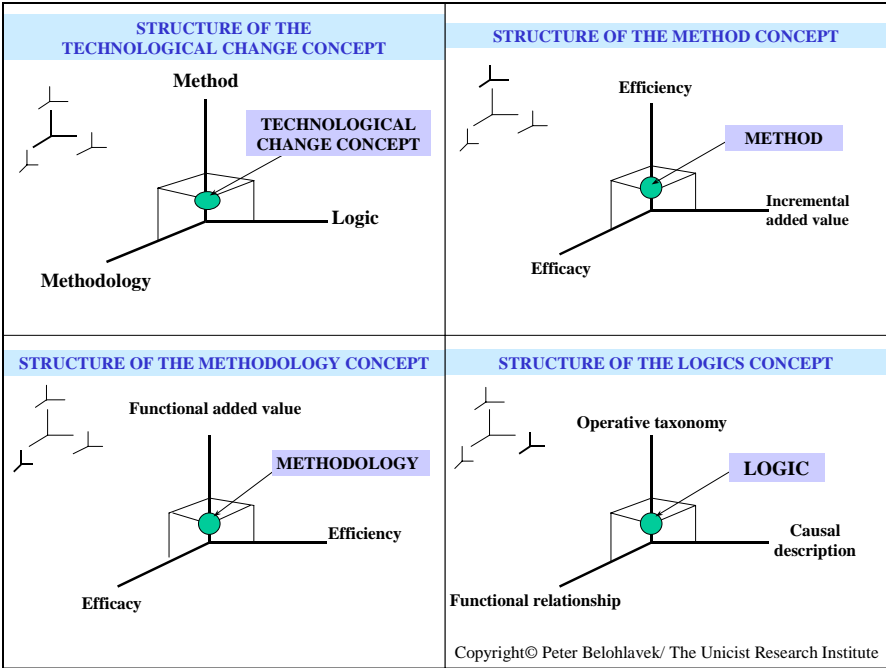 STRUCTURE OF THE
TECHNOLOGICAL CHANGE CONCEPT
Method
TECHNOLOGICAL
CHANGE CONCEPT
Logic
Methodology
STRUCTURE OF THE METHOD CONCEPT
Efficiency
METHOD
Incremental
added value
Efficacy
STRUCTURE OF THE METHODOLOGY CONCEPT
Functional added value
METHODOLOGY
Efficiency
Efficacy
STRUCTURE OF THE LOGICS CONCEPT
Operative taxonomy
LOGIC
Causal
description
Functional relationship
Copyright© Peter Belohlavek/ The Unicist Research Institute